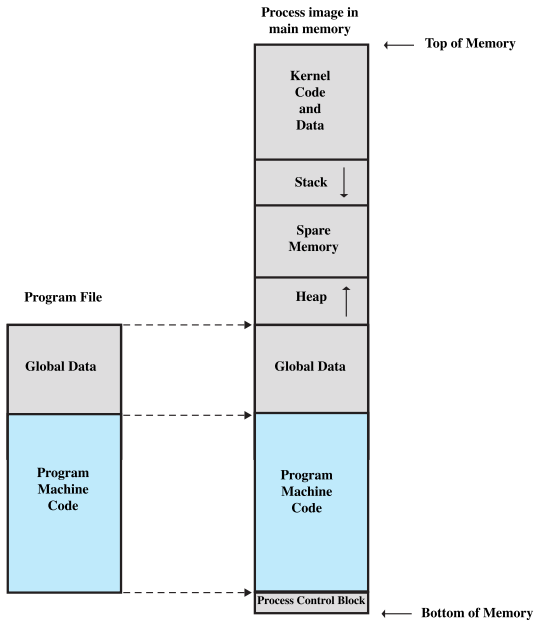 Process image in
main memory
Top of Memory
Kernel
Code
and
Data
Stack
Spare
Memory
Heap
Program File
Global Data
Global Data
Program
Machine
Code
Program
Machine
Code
Process Control Block
Bottom of Memory